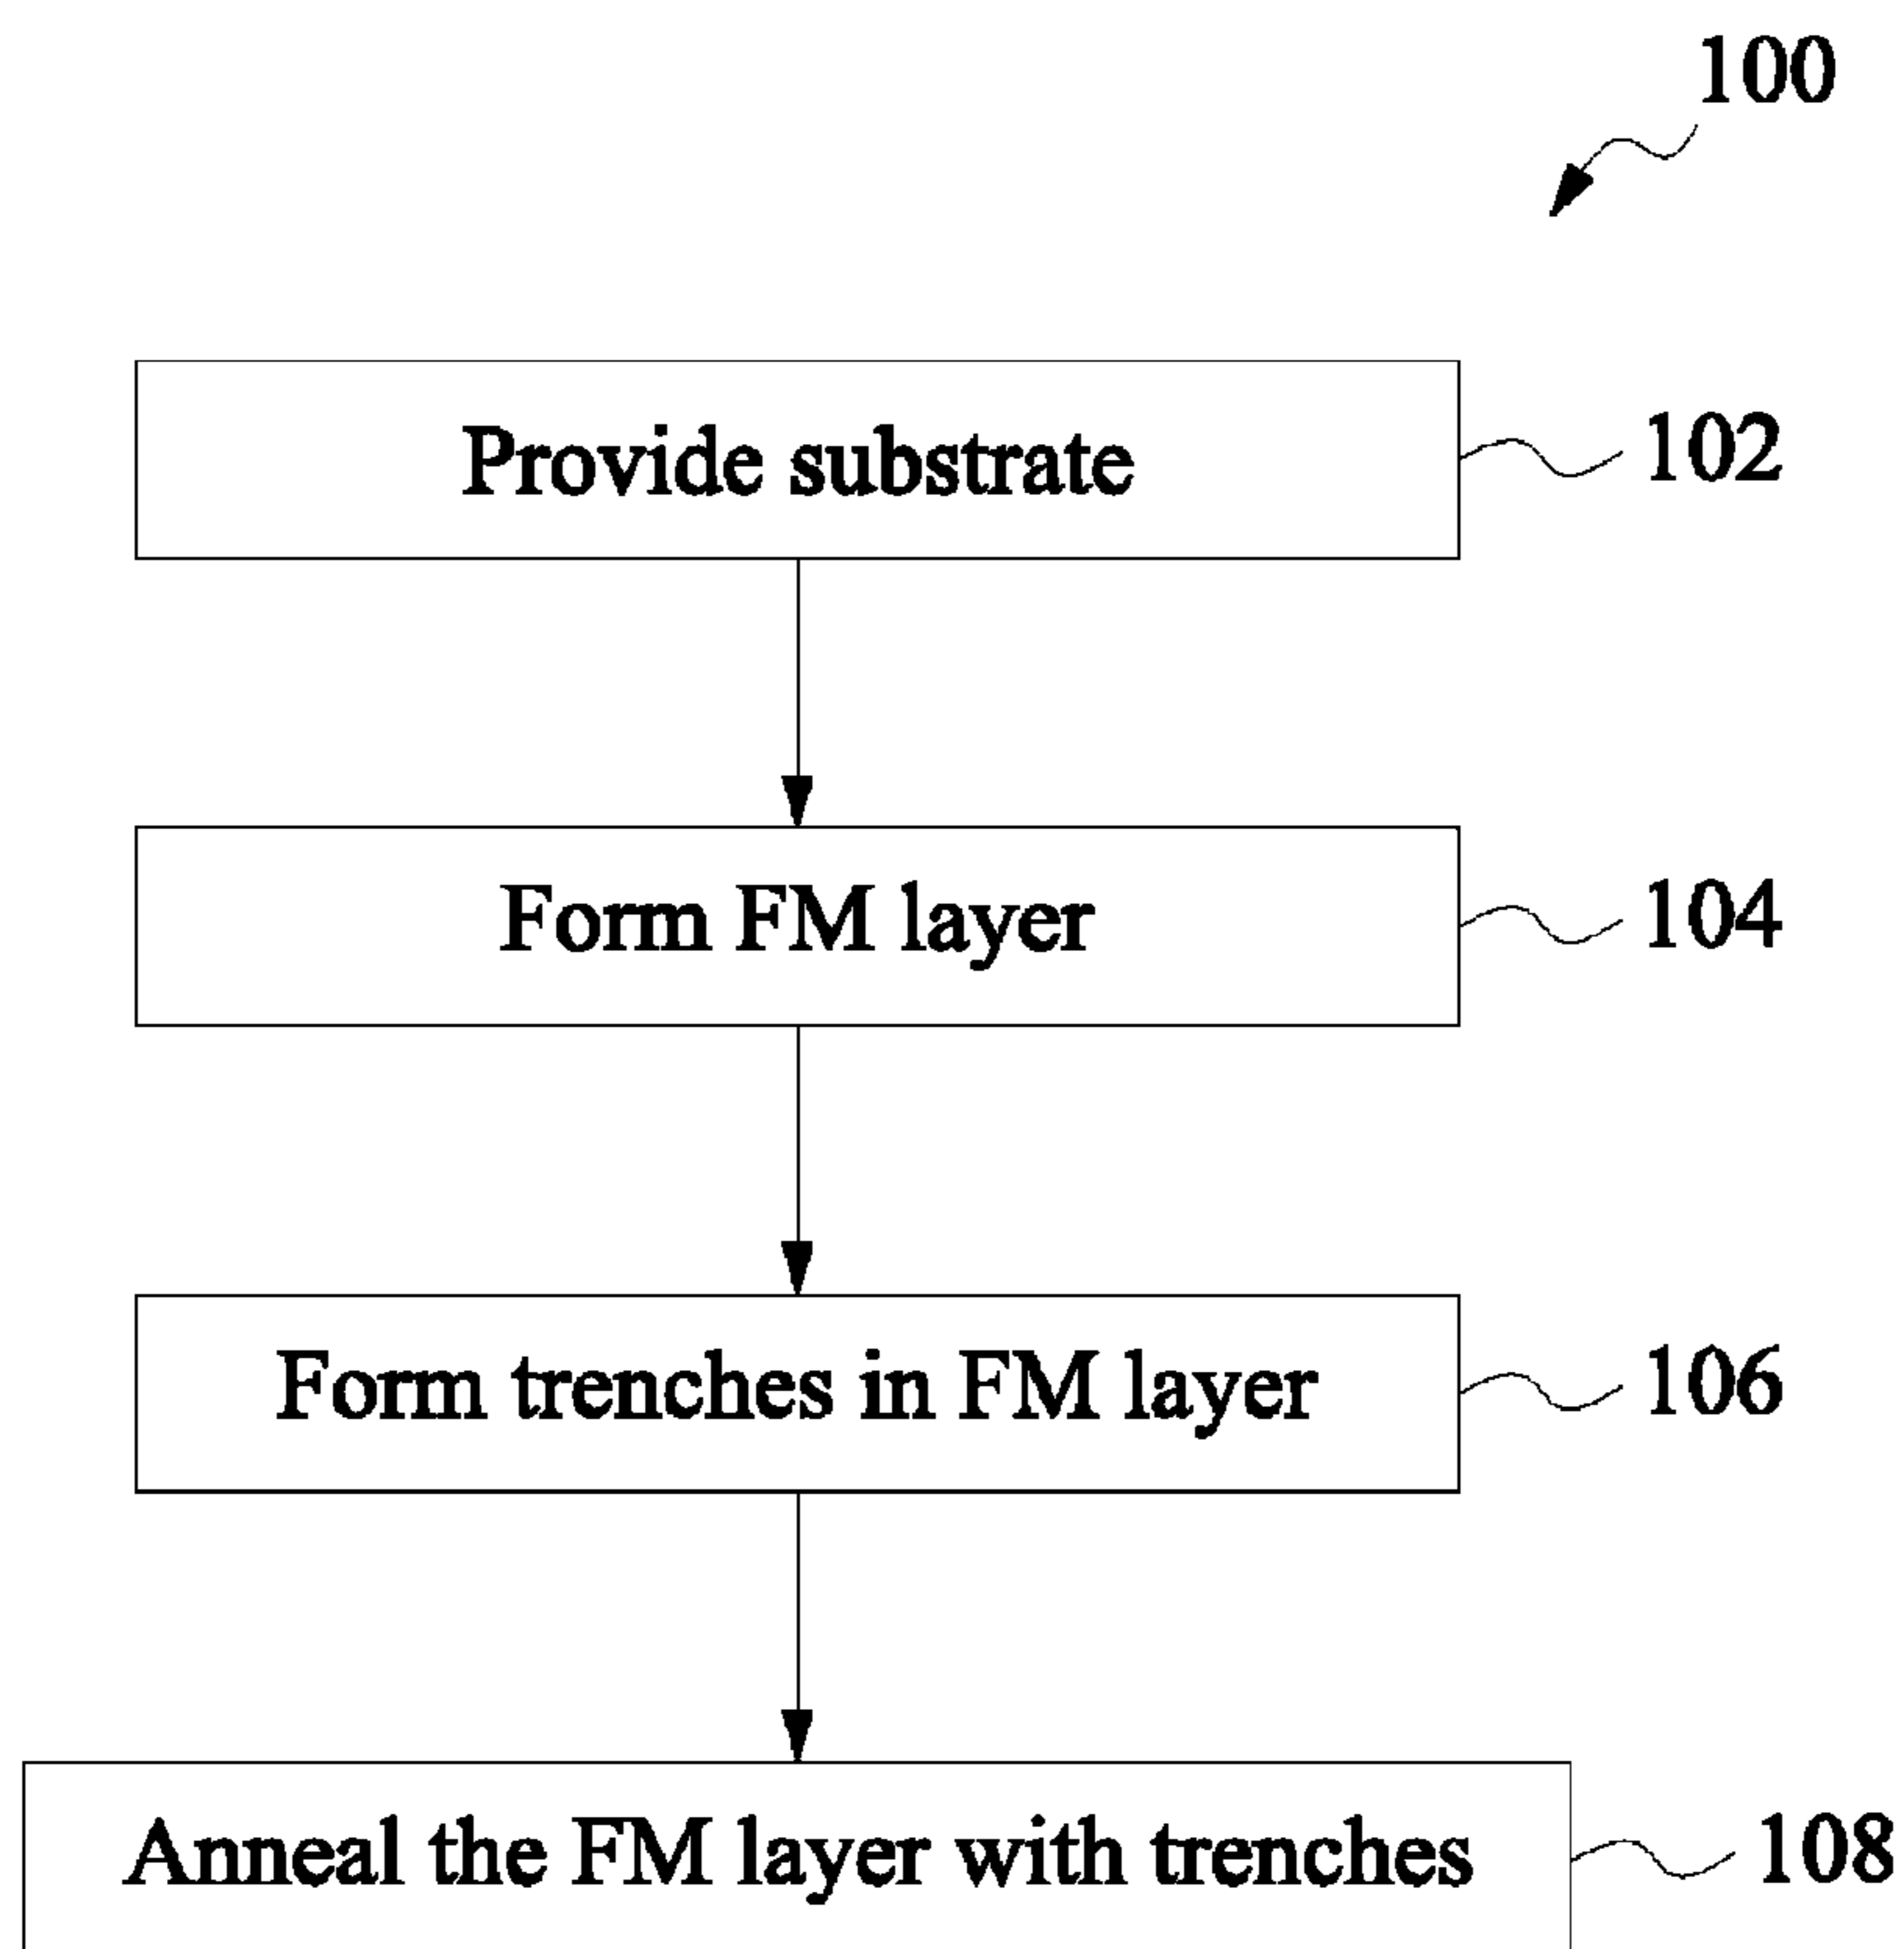 100
Provide substrate 102
Form FM layer 104
Form trenches in FM layer 106
Anneal the FM layer with trenches 108